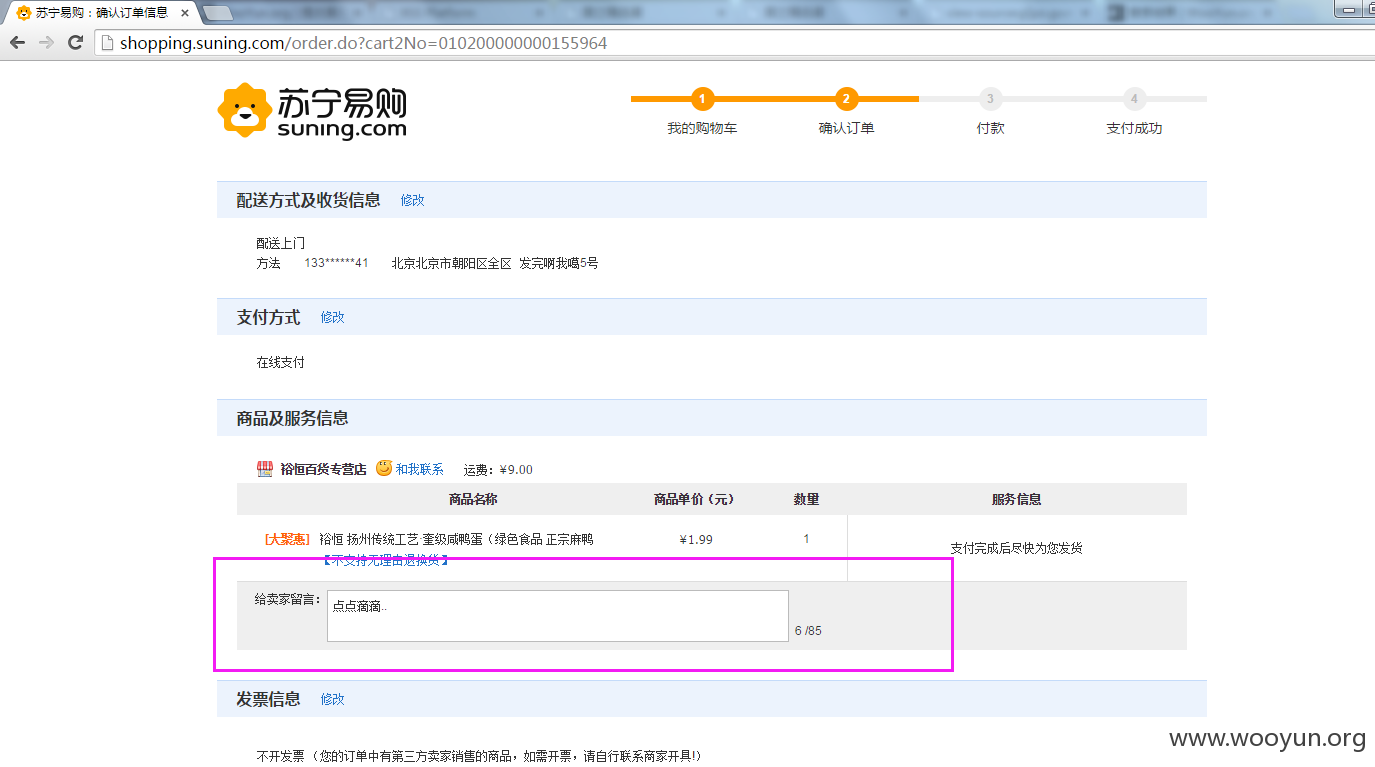 苏宁易购：确认订单信息
shopping.suning.com/order.do?cart2No=010200000000155964
苏宁易购
suning.com
1 2 3 4
我的购物车 确认订单 付款 支付成功
配送方式及收货信息 修改
配送上门
方法 133******41 北京北京市朝阳区全区 发完啊我噶5号
支付方式 修改
在线支付
商品及服务信息
裕恒百货专营店 和我联系 运费：¥9.00
商品名称 商品单价（元） 数量 服务信息
[大聚惠] 裕恒 扬州传统工艺 奎级咸鸭蛋（绿色食品 正宗麻鸭 ¥1.99 1 支付完成后尽快为您发货
【不支持无理由退换货】
给卖家留言： 点点滴滴.. 6 /85
发票信息 修改
不开发票（您的订单中有第三方卖家销售的商品，如需开票，请自行联系商家开具!）
www.wooyun.org